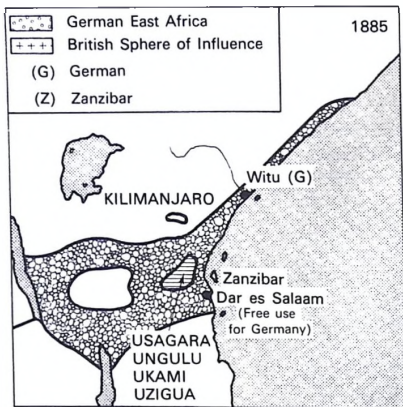 German East Africa
1885
+++ British Sphere of Influence
(G) German
(Z) Zanzibar
Witu (G)
KILIMANJARO
Zanzibar
Dar es Salaam
(Free use
for Germany)
USAGARA
UNGULU
UKAMI
UZIGUA